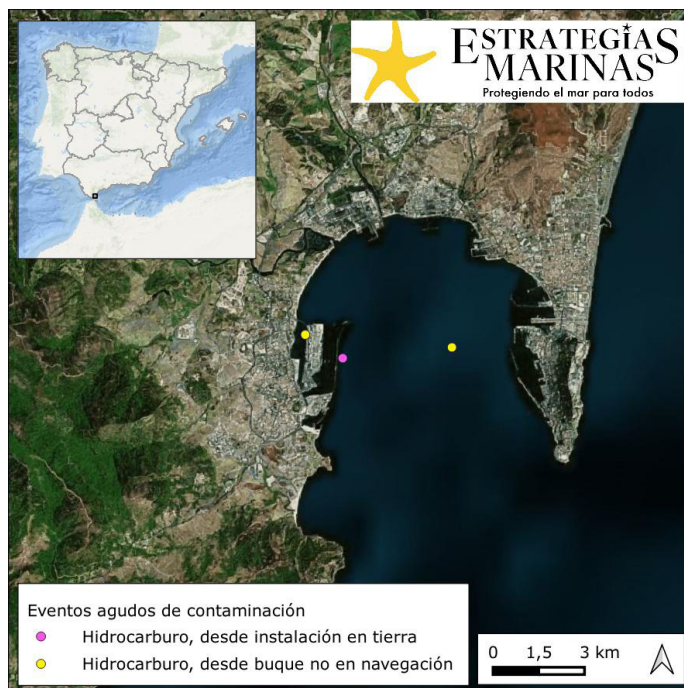 ESTRATEGIAS
MARINAS
Protegiendo el mar para todos
Eventos agudos de contaminación
Hidrocarburo, desde instalación en tierra
Hidrocarburo, desde buque no en navegación
0 1,5 3 km